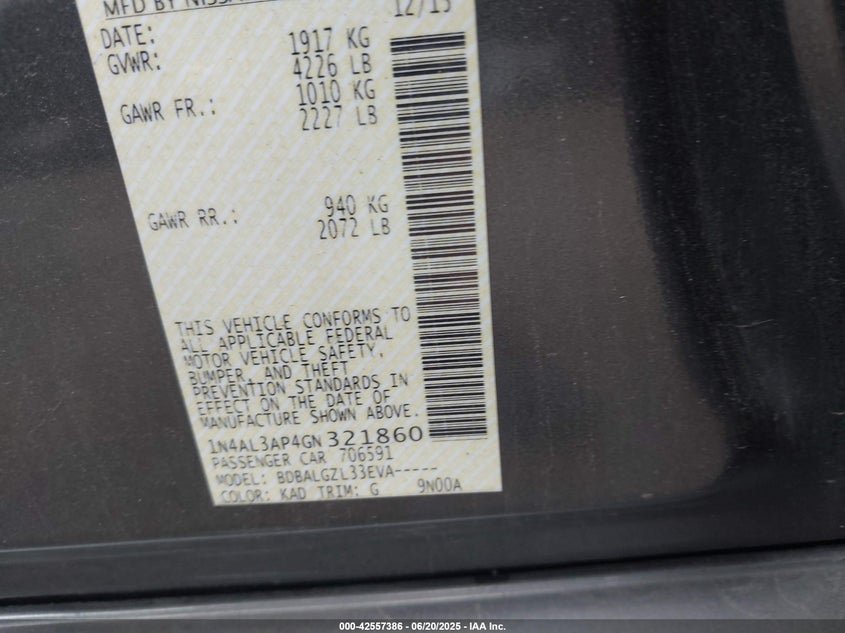 MFD BY NISSA
DATE: 12/15
GVWR: 1917 KG
4226 LB
GAWR FR.: 1010 KG
2227 LB
GAWR RR.: 940 KG
2072 LB
THIS VEHICLE CONFORMS TO
ALL APPLICABLE FEDERAL
MOTOR VEHICLE SAFETY,
BUMPER, AND THEFT
PREVENTION STANDARDS IN
EFFECT ON THE DATE OF
MANUFACTURE SHOWN ABOVE.
1N4AL3AP4GN321860
PASSENGER CAR 706591
MODEL: BDBALGZL33EVA-----
COLOR: KAD TRIM: G 9N00A
000-42557386 | 06/20/2025 | IAA Inc.